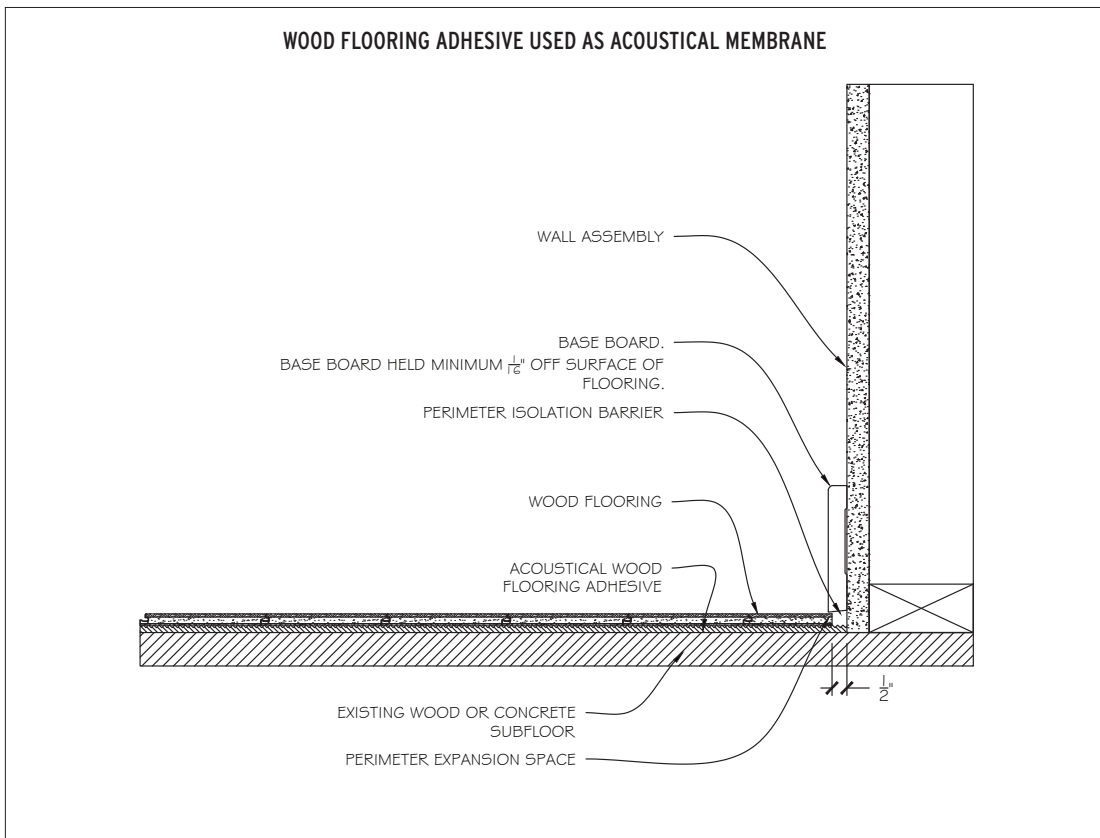 WOOD FLOORING ADHESIVE USED AS ACOUSTICAL MEMBRANE
WALL ASSEMBLY
BASE BOARD.
BASE BOARD HELD MINIMUM 1/16" OFF SURFACE OF
FLOORING.
PERIMETER ISOLATION BARRIER
WOOD FLOORING
ACOUSTICAL WOOD
FLOORING ADHESIVE
1/2"
EXISTING WOOD OR CONCRETE
SUBFLOOR
PERIMETER EXPANSION SPACE